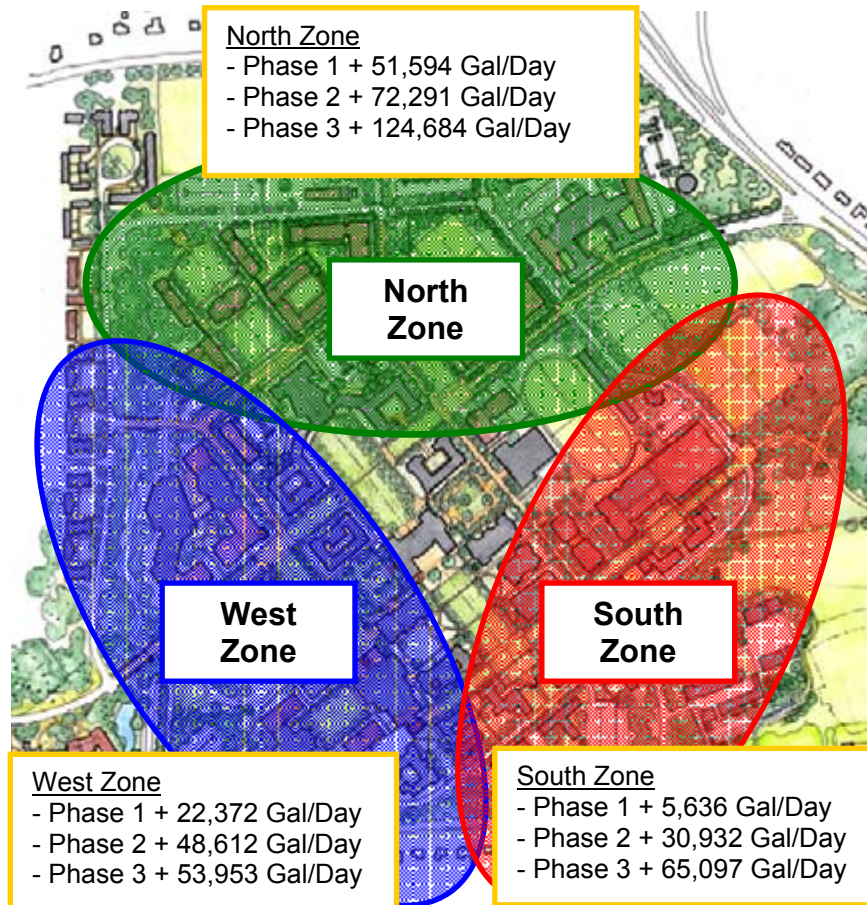 North Zone
- Phase 1 + 51,594 Gal/Day
- Phase 2 + 72,291 Gal/Day
- Phase 3 + 124,684 Gal/Day
North
Zone
West
Zone
South
Zone
West Zone
- Phase 1 + 22,372 Gal/Day
- Phase 2 + 48,612 Gal/Day
- Phase 3 + 53,953 Gal/Day
South Zone
- Phase 1 + 5,636 Gal/Day
- Phase 2 + 30,932 Gal/Day
- Phase 3 + 65,097 Gal/Day